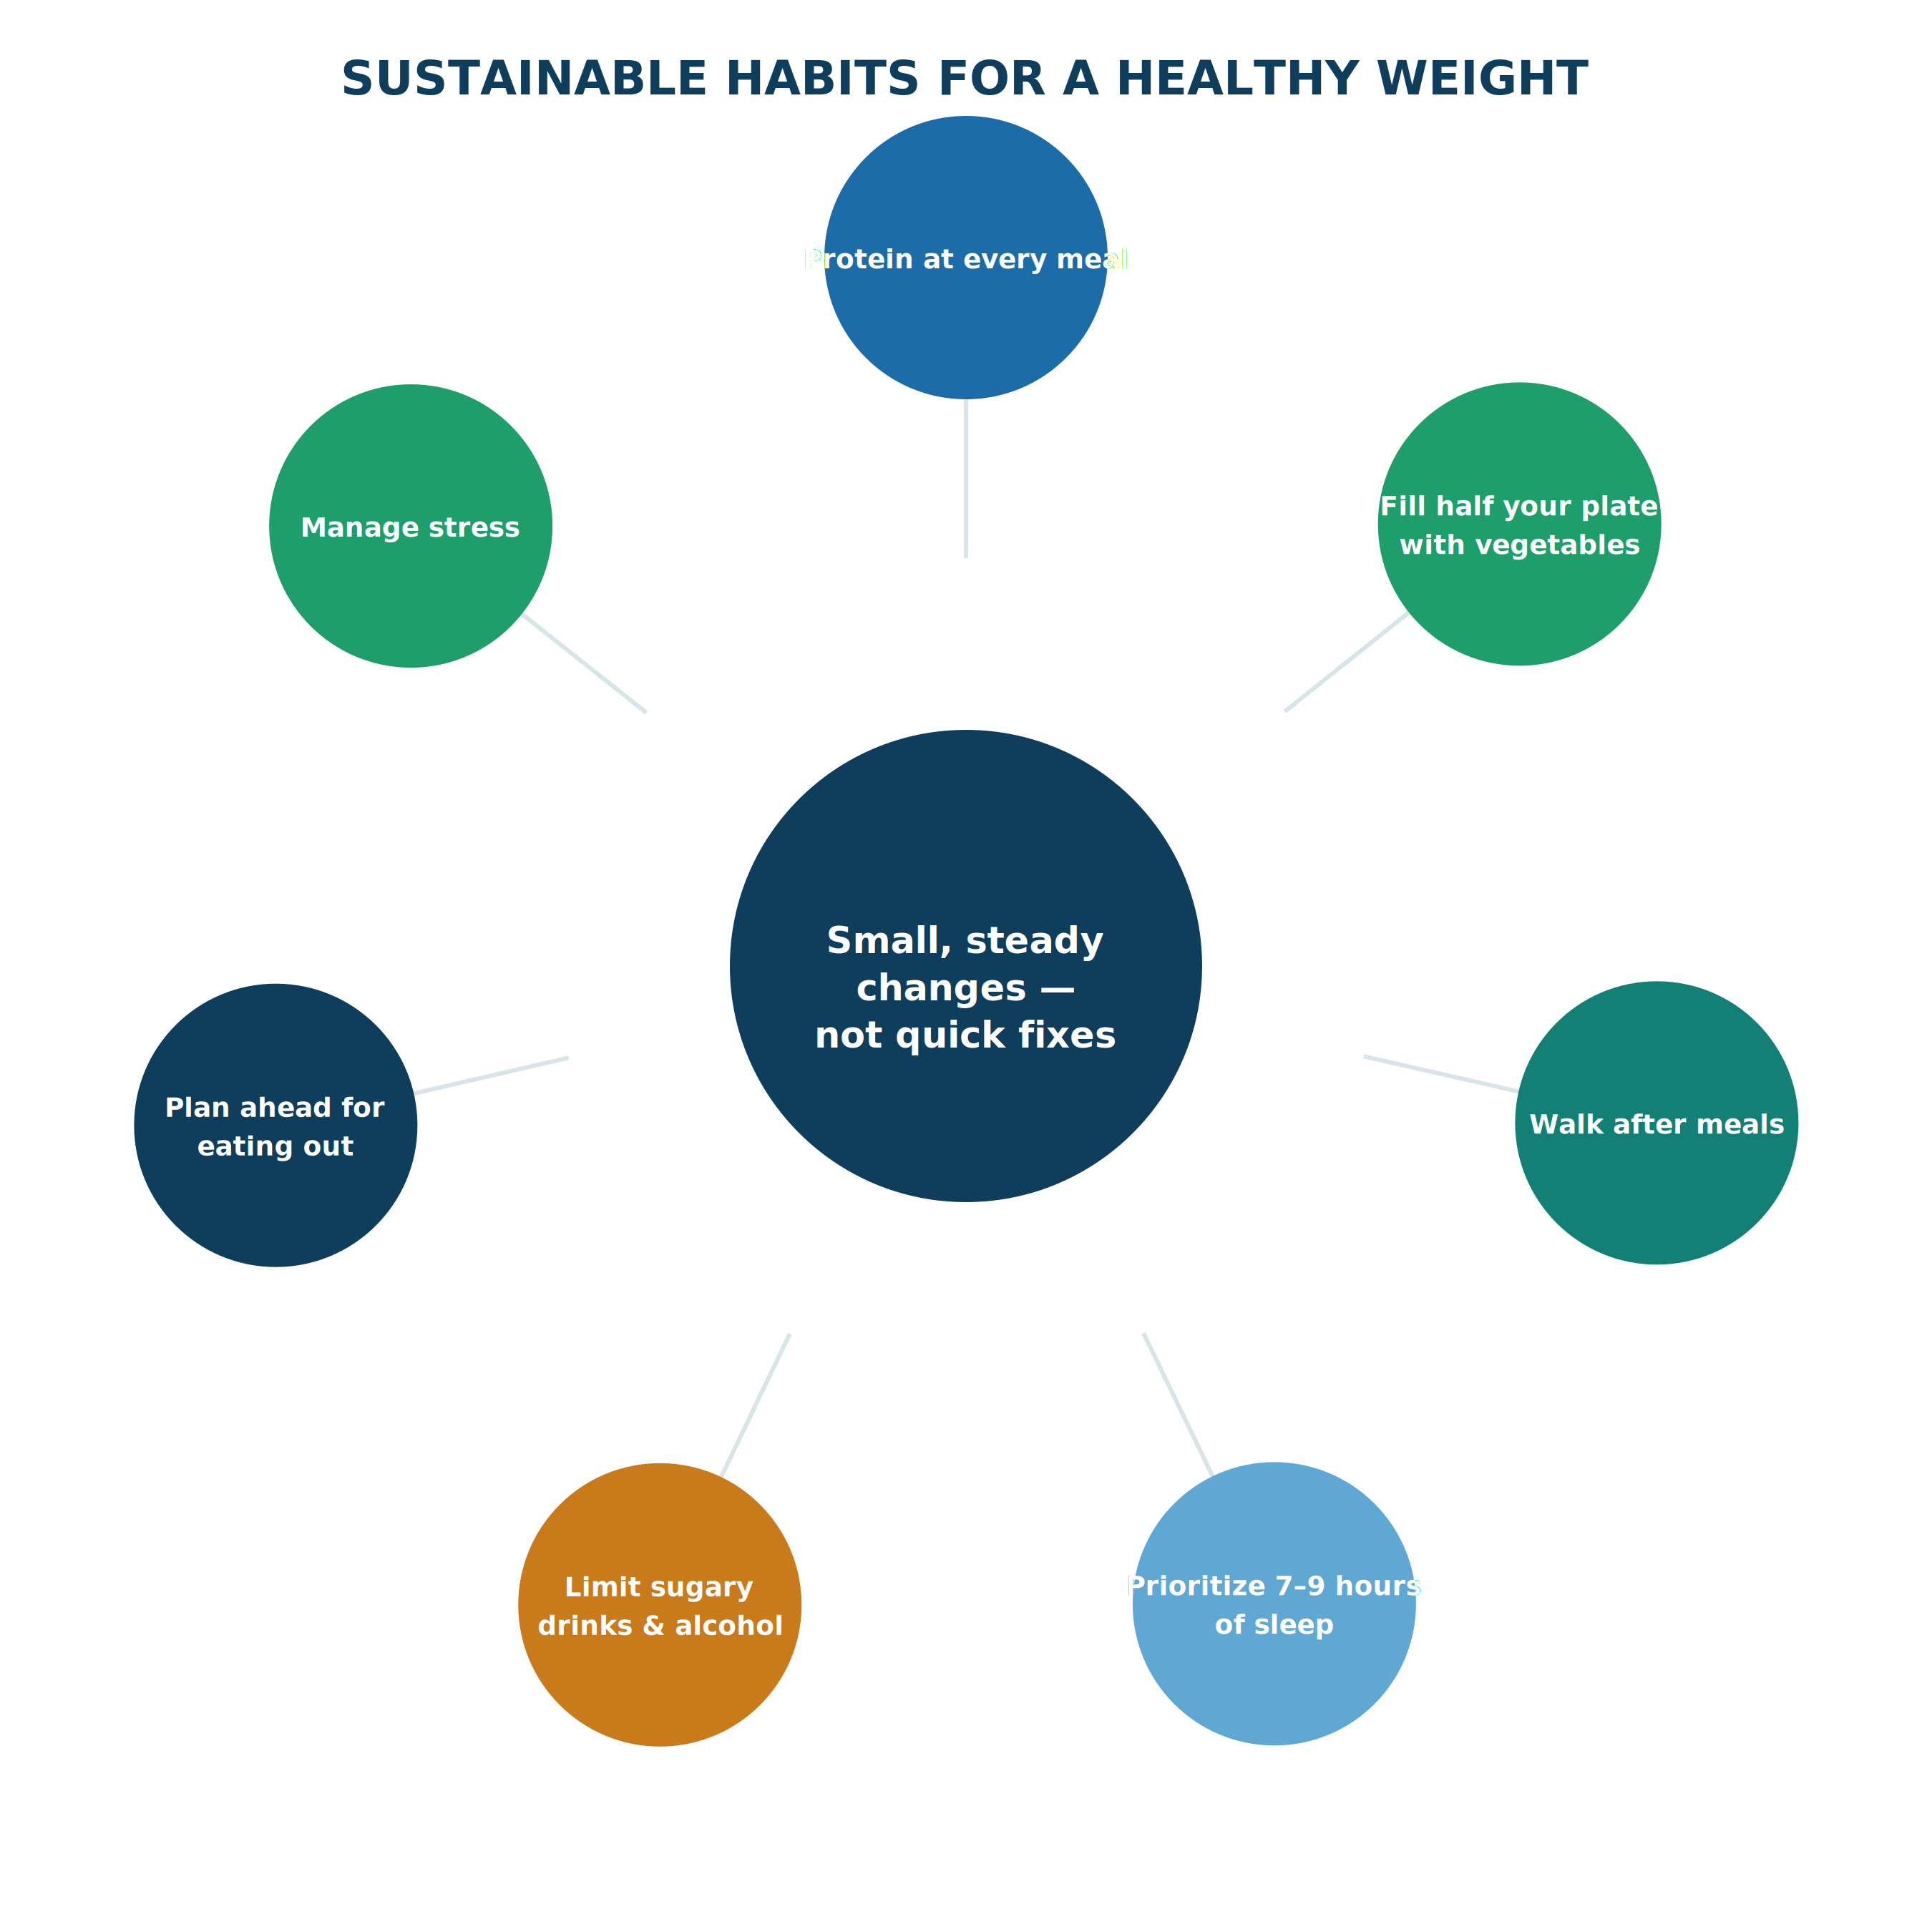 SUSTAINABLE HABITS FOR A HEALTHY WEIGHT
Protein at every meal
Fill half your plate
with vegetables
Walk after meals
Prioritize 7–9 hours
of sleep
Limit sugary
drinks & alcohol
Plan ahead for
eating out
Manage stress
Small, steady
changes —
not quick fixes